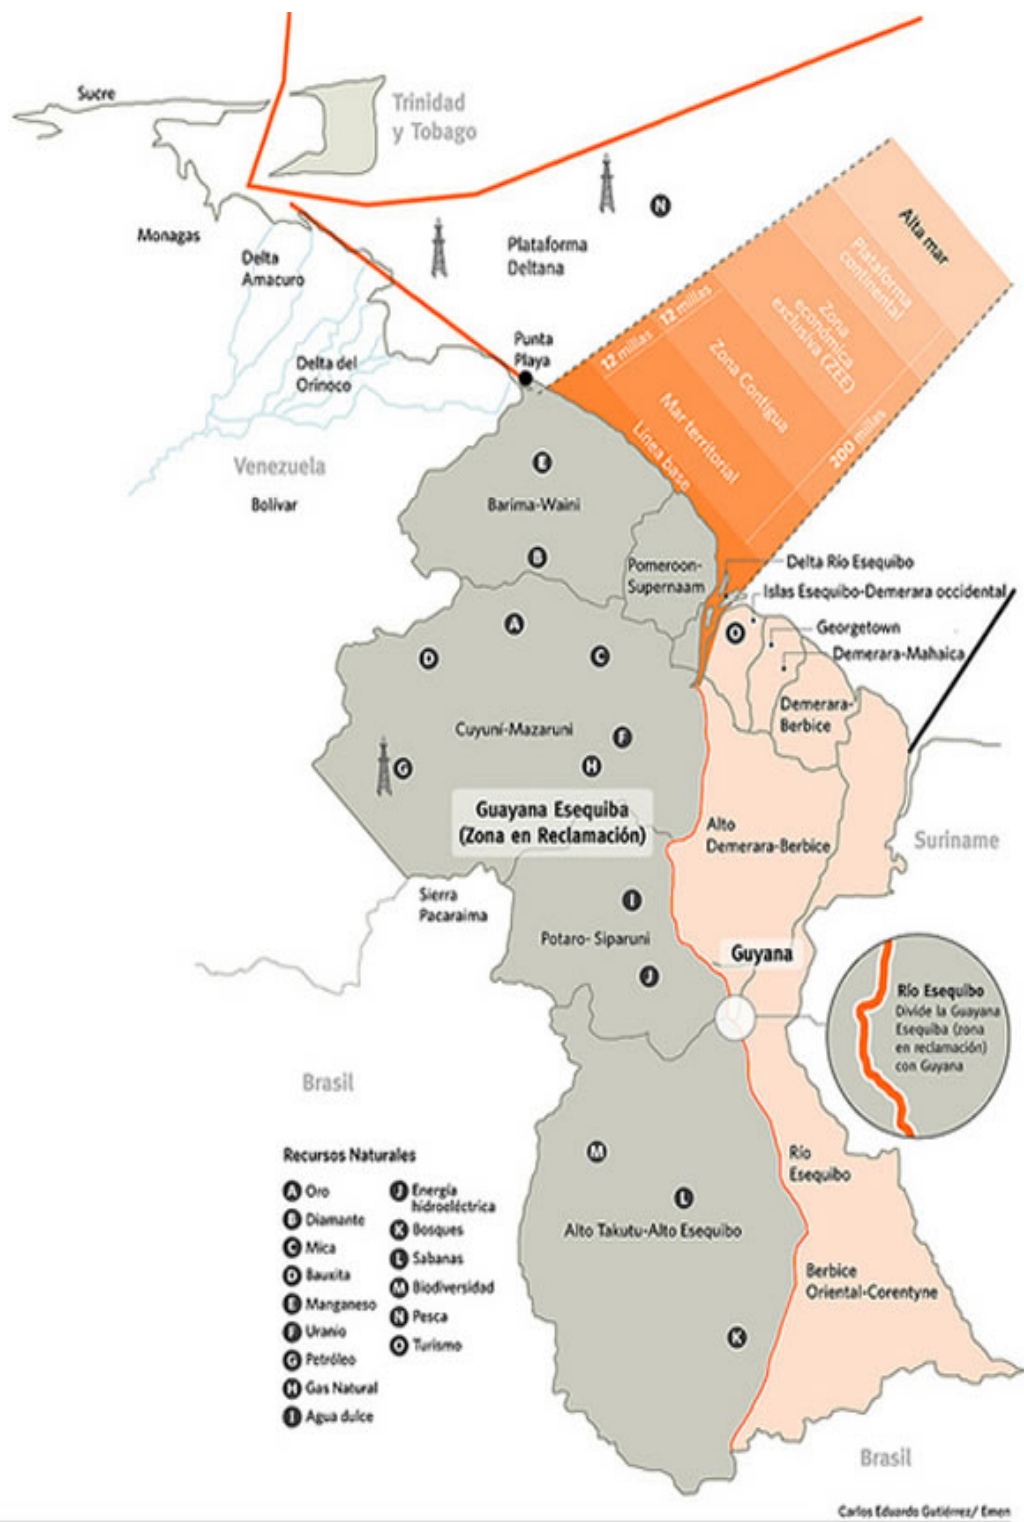 Sucre
Trinidad
y Tobago
N
Monagas
Delta
Amacuro
Plataforma
Deltana
Alta mar
Plataforma
continental
Zona
económica
exclusiva (ZEE)
12 millas
12 millas
Zona Contigua
Mar territorial
Línea base
200 millas
Punta
Playa
Delta del
Orinoco
Venezuela
Bolívar
E
Barima-Waini
B
Pomeroon-
Supernaam
Delta Río Esequibo
Islas Esequibo-Demerara occidental
Georgetown
Demerara-Mahaica
O
A
D
C
Demerara-
Berbice
Cuyuní-Mazaruni
F
G
H
Guayana Esequiba
(Zona en Reclamación)
Alto
Demerara-Berbice
Suriname
Sierra
Pacaraima
I
Potaro- Siparuni
J
Guyana
Río Esequibo
Divide la Guayana
Esequiba (zona
en reclamación)
con Guyana
Brasil
M
L
Alto Takutu-Alto Esequibo
K
Río
Esequibo
Berbice
Oriental-Corentyne
Brasil
Recursos Naturales
A Oro
B Diamante
C Mica
D Bauxita
E Manganeso
F Uranio
G Petróleo
H Gas Natural
I Agua dulce
J Energía
hidroeléctrica
K Bosques
L Sabanas
M Biodiversidad
N Pesca
O Turismo
Carlos Eduardo Gutiérrez/ Emen